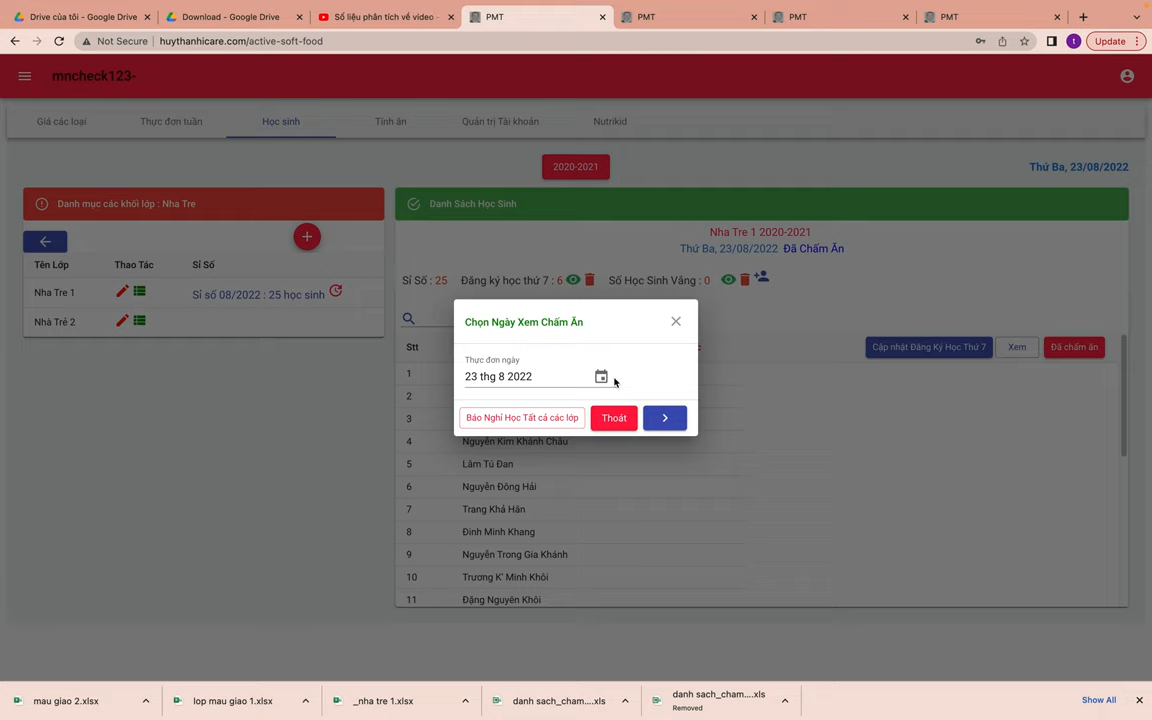 Drive của tôi - Google Drive
Download - Google Drive
Số liệu phân tích về video -
PMT
PMT
PMT
PMT
Not Secure
huythanhicare.com/active-soft-food
t
Update
mncheck123-
Giá các loại
Thực đơn tuần
Học sinh
Tính ăn
Quản trị Tài khoản
Nutrikid
2020-2021
Thứ Ba, 23/08/2022
Danh mục các khối lớp : Nha Tre
Danh Sách Học Sinh
Nha Tre 1 2020-2021
Thứ Ba, 23/08/2022 Đã Chấm Ăn
Tên Lớp
Thao Tác
Sỉ Số
Sỉ Số : 25
Đăng ký học thứ 7 : 6
Số Học Sinh Vắng : 0
Nha Tre 1
Sỉ số 08/2022 : 25 học sinh
Nhà Trẻ 2
Chọn Ngày Xem Chấm Ăn
Stt
Cập nhật Đăng Ký Học Thứ 7
Xem
Đã chấm ăn
Thực đơn ngày
23 thg 8 2022
Báo Nghỉ Học Tất cả các lớp
Thoát
1
2
3
4
Nguyễn Kim Khánh Châu
5
Lâm Tú Đan
6
Nguyễn Đông Hải
7
Trang Khả Hân
8
Đinh Minh Khang
9
Nguyễn Trong Gia Khánh
10
Trương K' Minh Khôi
11
Đặng Nguyên Khôi
mau giao 2.xlsx
lop mau giao 1.xlsx
_nha tre 1.xlsx
danh sach_cham....xls
danh sach_cham....xls
Removed
Show All